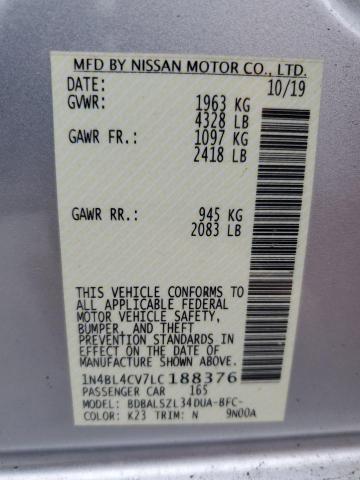 MFD BY NISSAN MOTOR CO., LTD.
DATE: 10/19
GVWR: 1963 KG
4328 LB
GAWR FR.: 1097 KG
2418 LB
GAWR RR.: 945 KG
2083 LB
THIS VEHICLE CONFORMS TO
ALL APPLICABLE FEDERAL
MOTOR VEHICLE SAFETY,
BUMPER, AND THEFT
PREVENTION STANDARDS IN
EFFECT ON THE DATE OF
MANUFACTURE SHOWN ABOVE.
1N4BL4CV7LC188376
PASSENGER CAR 165
MODEL: BDBALSZL34DUA-BFC-
COLOR: K23 TRIM: N 9N00A